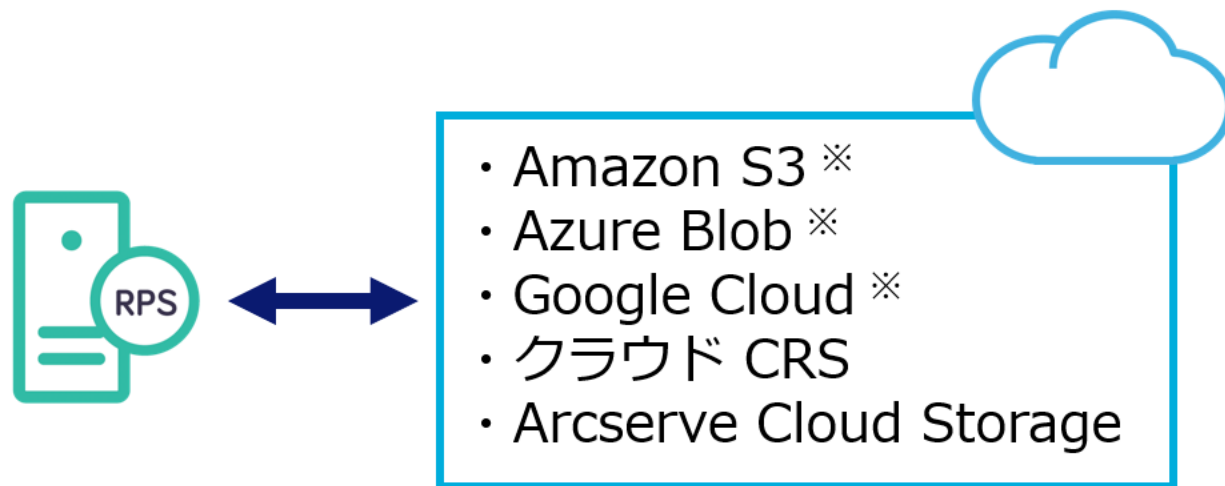 RPS
・Amazon S3 ※
・Azure Blob ※
・Google Cloud ※
・クラウド CRS
・Arcserve Cloud Storage